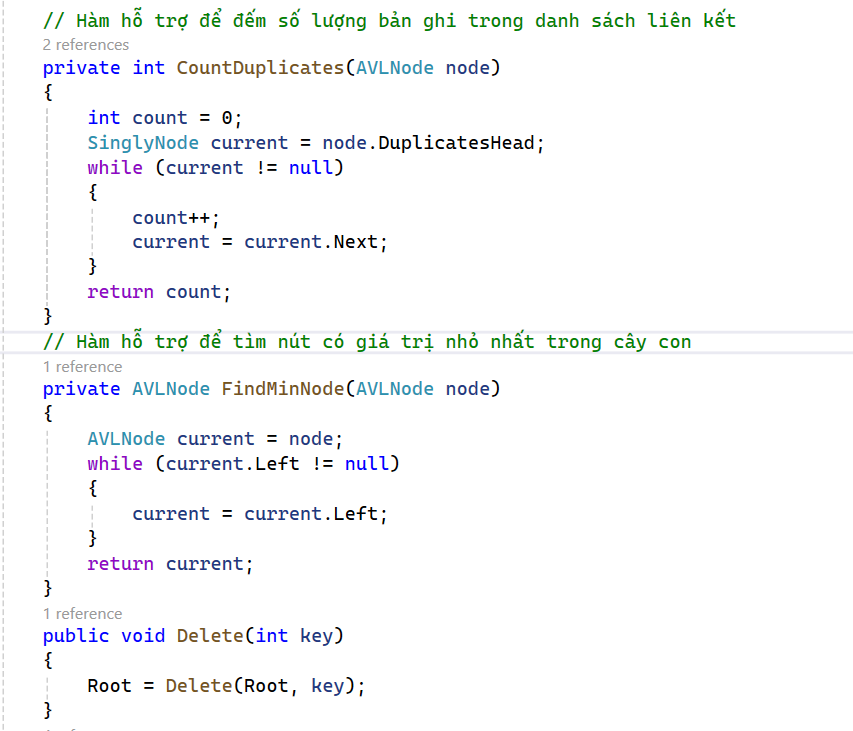 // Hàm hỗ trợ để đếm số lượng bản ghi trong danh sách liên kết
2 references
private int CountDuplicates(AVLNode node)
{
int count = 0;
SinglyNode current = node.DuplicatesHead;
while (current != null)
{
count++;
current = current.Next;
}
return count;
}
// Hàm hỗ trợ để tìm nút có giá trị nhỏ nhất trong cây con
1 reference
private AVLNode FindMinNode(AVLNode node)
{
AVLNode current = node;
while (current.Left != null)
{
current = current.Left;
}
return current;
}
1 reference
public void Delete(int key)
{
Root = Delete(Root, key);
}